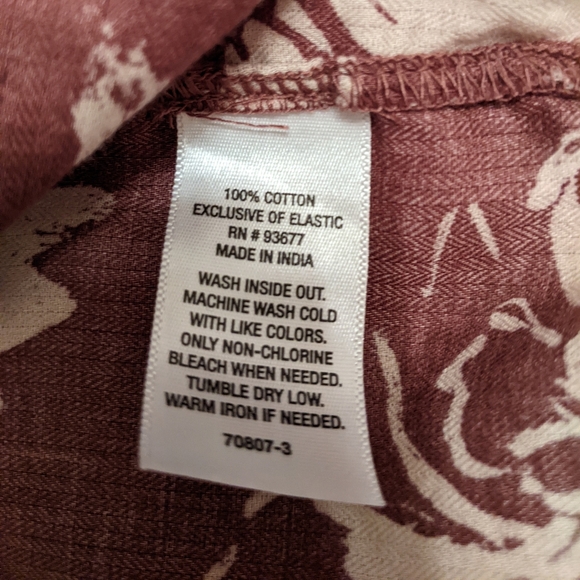 100% COTTON
EXCLUSIVE OF ELASTIC
RN # 93677
MADE IN INDIA
WASH INSIDE OUT.
MACHINE WASH COLD
WITH LIKE COLORS.
ONLY NON-CHLORINE
BLEACH WHEN NEEDED.
TUMBLE DRY LOW.
WARM IRON IF NEEDED.
70807-3